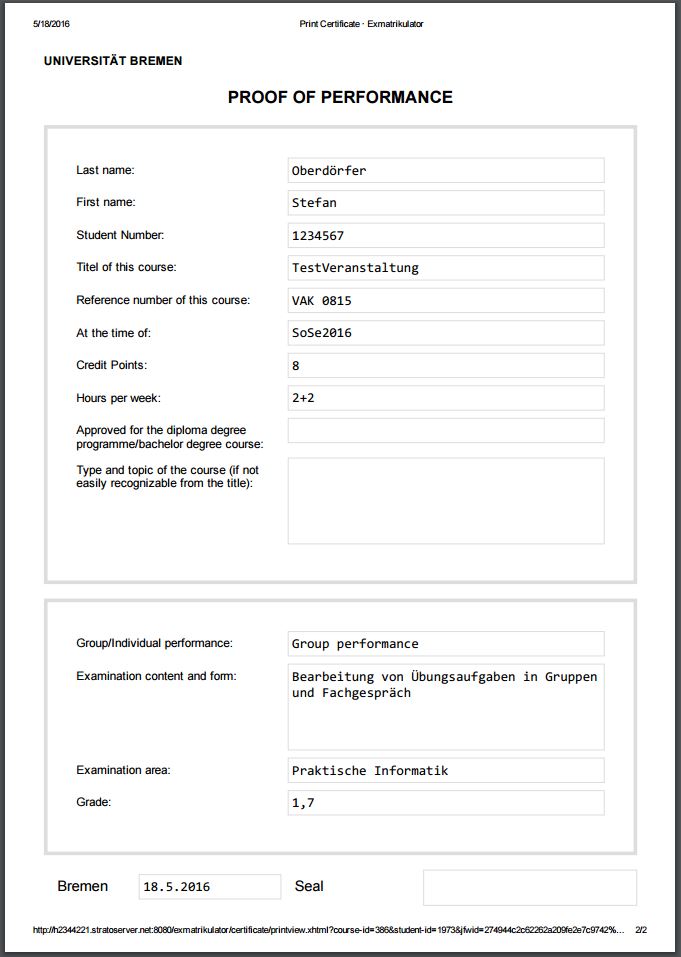 5/18/2016 Print Certificate · Exmatrikulator
UNIVERSITÄT BREMEN
PROOF OF PERFORMANCE
Last name: Oberdörfer
First name: Stefan
Student Number: 1234567
Titel of this course: TestVeranstaltung
Reference number of this course: VAK 0815
At the time of: SoSe2016
Credit Points: 8
Hours per week: 2+2
Approved for the diploma degree
programme/bachelor degree course:
Type and topic of the course (if not
easily recognizable from the title):
Group/Individual performance: Group performance
Examination content and form: Bearbeitung von Übungsaufgaben in Gruppen
und Fachgespräch
Examination area: Praktische Informatik
Grade: 1,7
Bremen 18.5.2016 Seal
http://h2344221.stratoserver.net:8080/exmatrikulator/certificate/printview.xhtml?course-id=386&student-id=1973&jfwid=274944c2c62262a209fe2e7c9742%... 2/2